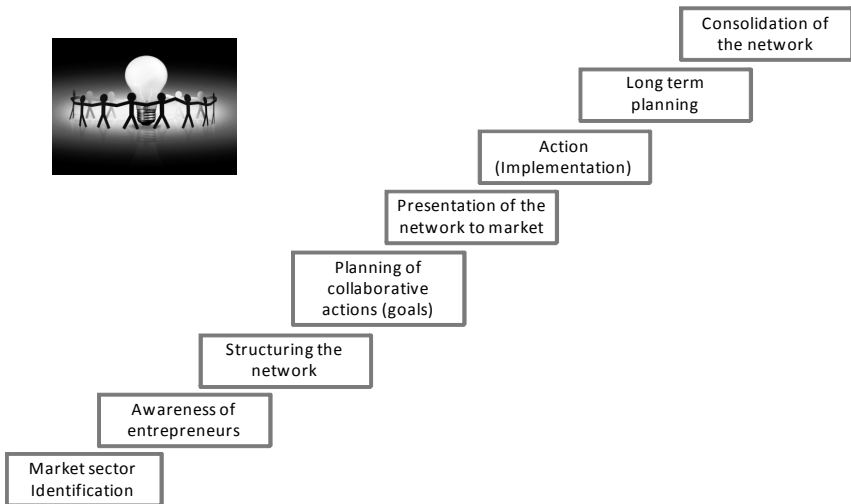 Consolidation of
the network
Long term
planning
Action
(Implementation)
Presentation of the
network to market
Planning of
collaborative
actions (goals)
Structuring the
network
Awareness of
entrepreneurs
Market sector
Identification